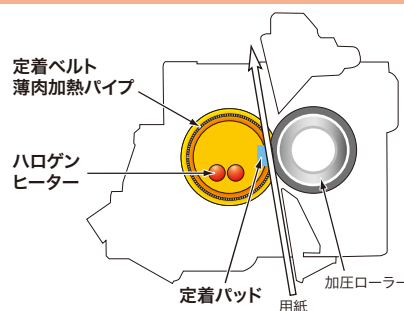 定着ベルト
薄肉加熱パイプ
ハロゲン
ヒーター
定着パッド
用紙
加圧ローラー